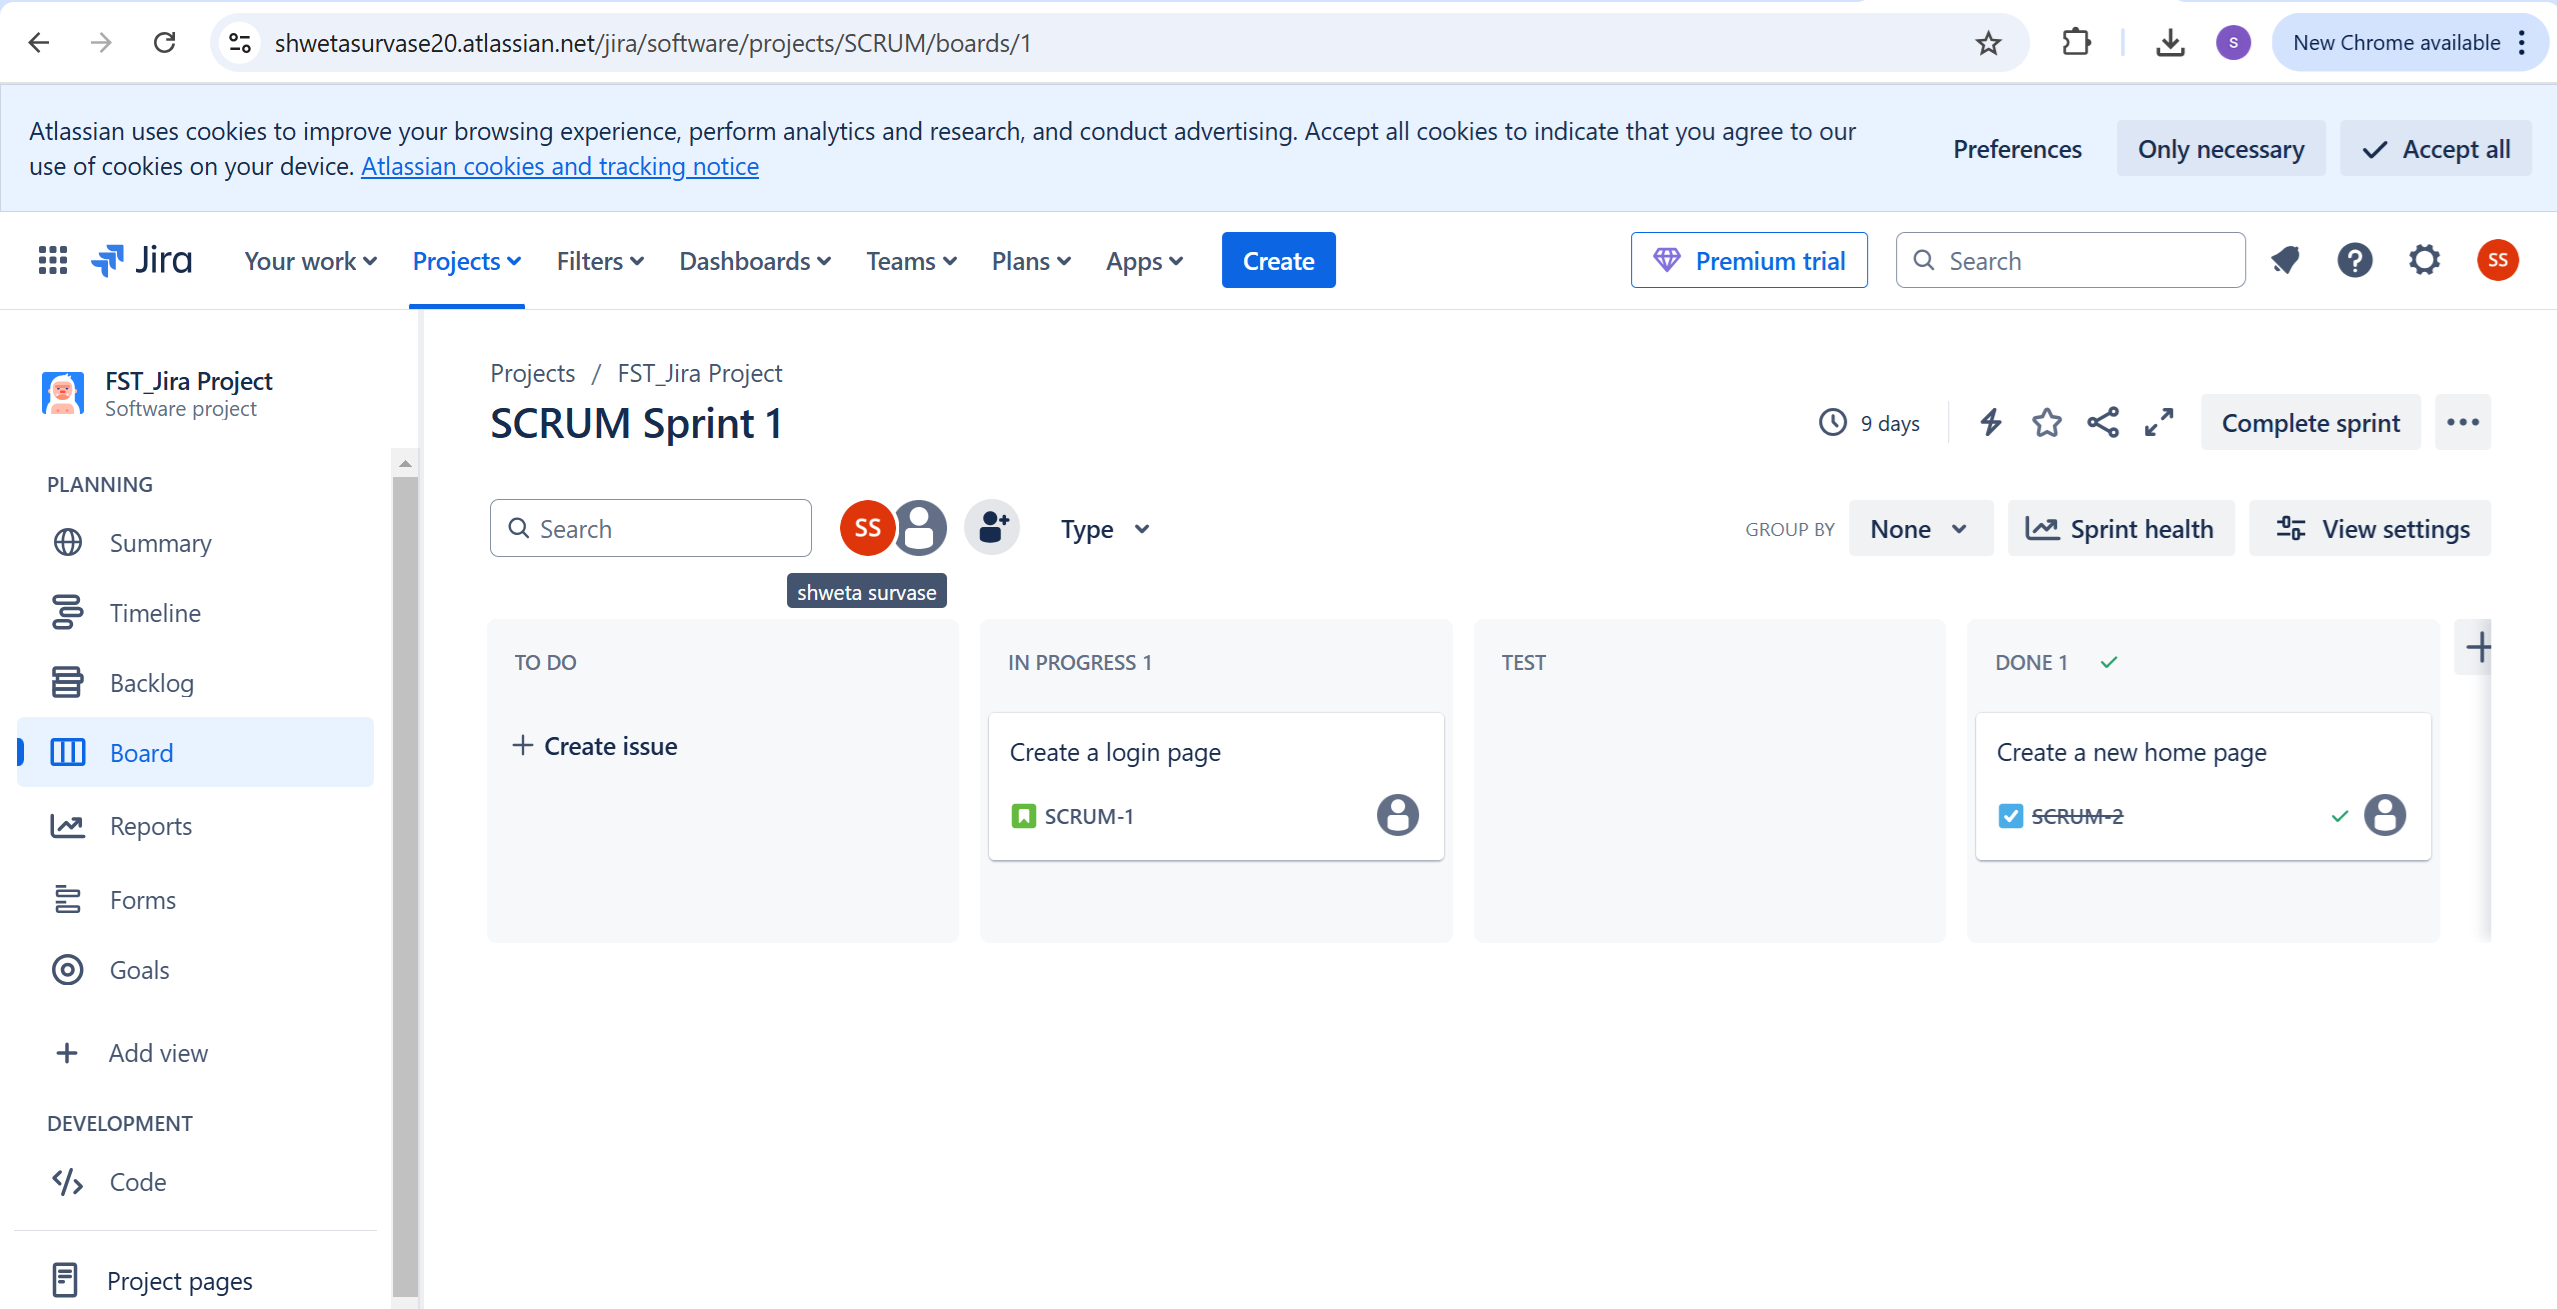 shwetasurvase20.atlassian.net/jira/software/projects/SCRUM/boards/1
S
New Chrome available
Atlassian uses cookies to improve your browsing experience, perform analytics and research, and conduct advertising. Accept all cookies to indicate that you agree to our
use of cookies on your device. Atlassian cookies and tracking notice
Preferences
Only necessary
Accept all
Jira
Your work
Projects
Filters
Dashboards
Teams
Plans
Apps
Create
Premium trial
Search
SS
FST_Jira Project
Software project
PLANNING
Summary
Timeline
Backlog
Board
Reports
Forms
Goals
Add view
DEVELOPMENT
Code
Project pages
Projects / FST_Jira Project
SCRUM Sprint 1
9 days
Complete sprint
Search
SS
Type
GROUP BY
None
Sprint health
View settings
shweta survase
TO DO
Create issue
IN PROGRESS 1
Create a login page
SCRUM-1
TEST
DONE 1
Create a new home page
SCRUM-2